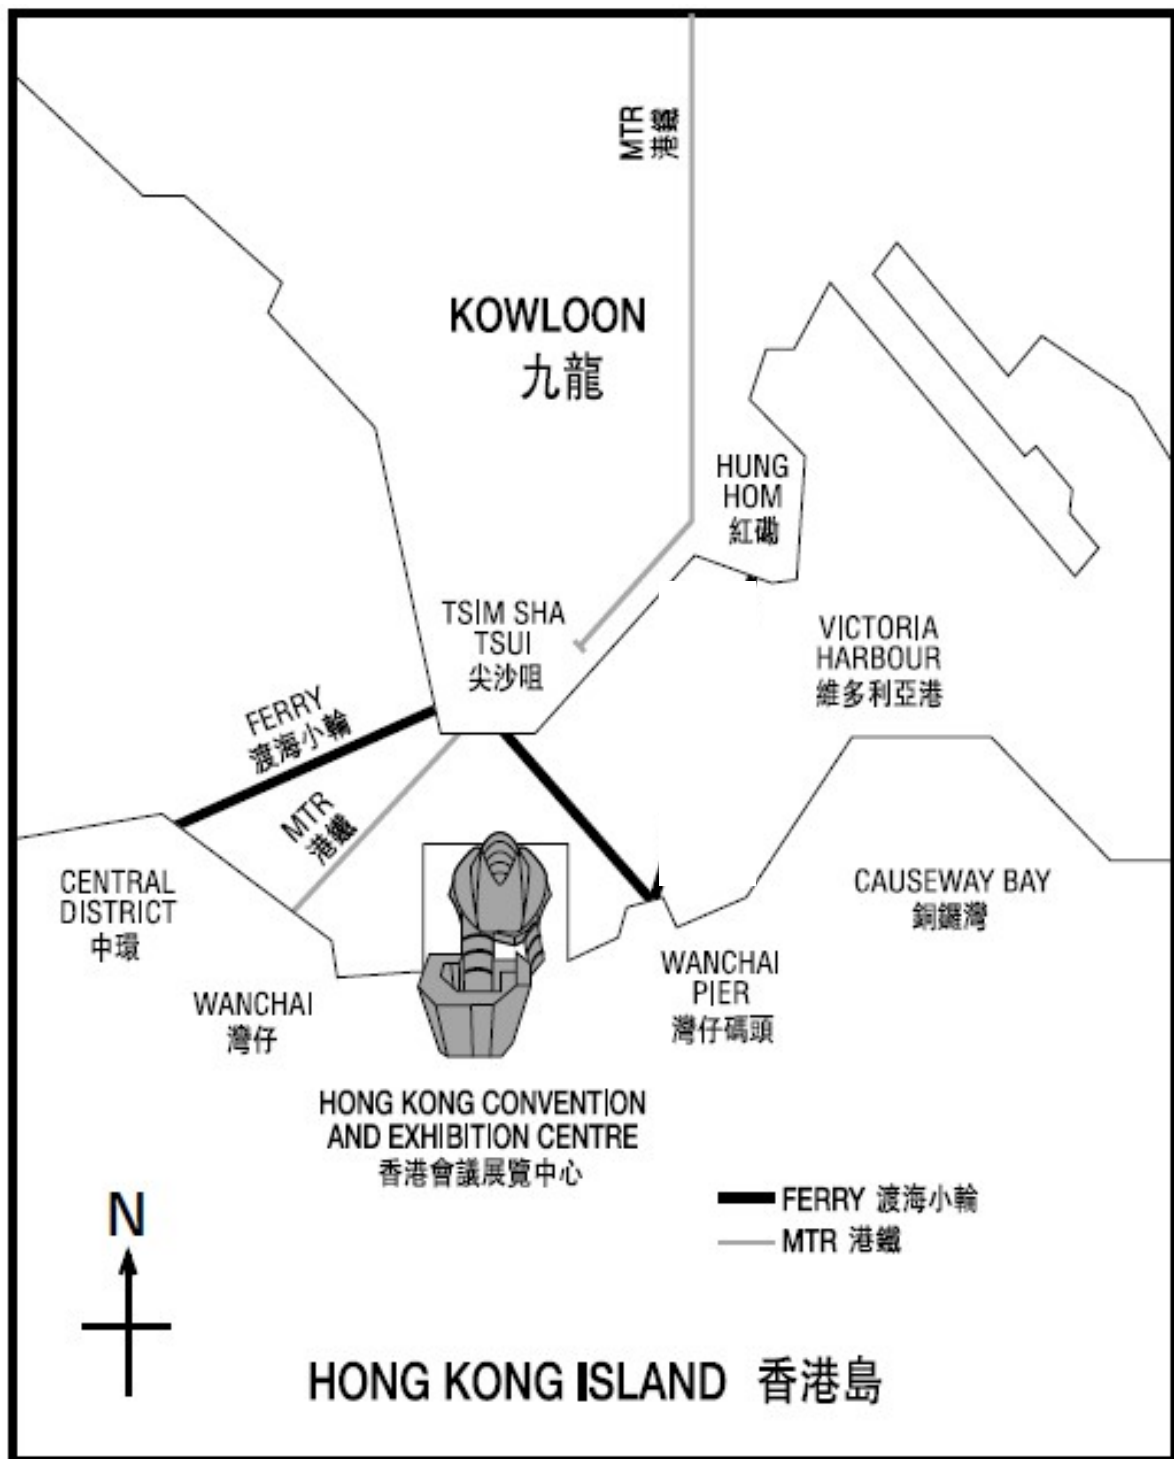 MTR
港鐵
KOWLOON
九龍
HUNG
HOM
紅磡
TSIM SHA
TSUI
尖沙咀
VICTORIA
HARBOUR
維多利亞港
FERRY
渡海小輪
MTR
港鐵
CENTRAL
DISTRICT
中環
CAUSEWAY BAY
銅鑼灣
WANCHAI
灣仔
WANCHAI
PIER
灣仔碼頭
HONG KONG CONVENTION
AND EXHIBITION CENTRE
香港會議展覽中心
FERRY 渡海小輪
MTR 港鐵
N
HONG KONG ISLAND 香港島